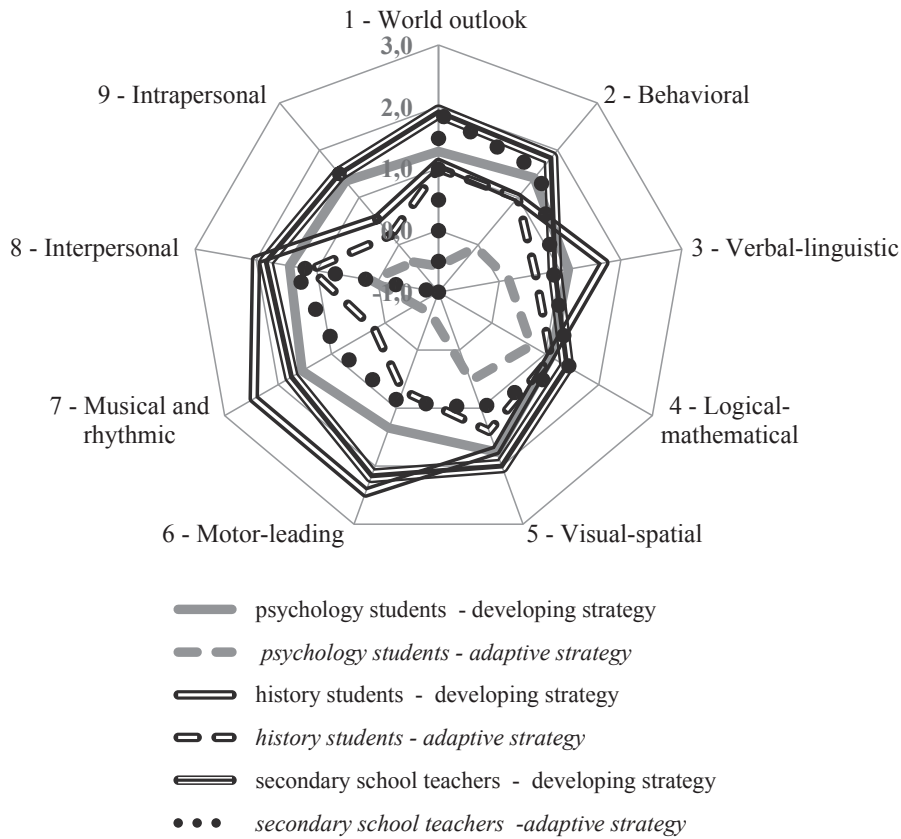 1 - World outlook
3,0
9 - Intrapersonal
2 - Behavioral
2,0
1,0
8 - Interpersonal
3 - Verbal-linguistic
-1,0
7 - Musical and
rhythmic
4 - Logical-
mathematical
6 - Motor-leading
5 - Visual-spatial
psychology students - developing strategy
psychology students - adaptive strategy
history students - developing strategy
history students - adaptive strategy
secondary school teachers - developing strategy
secondary school teachers -adaptive strategy